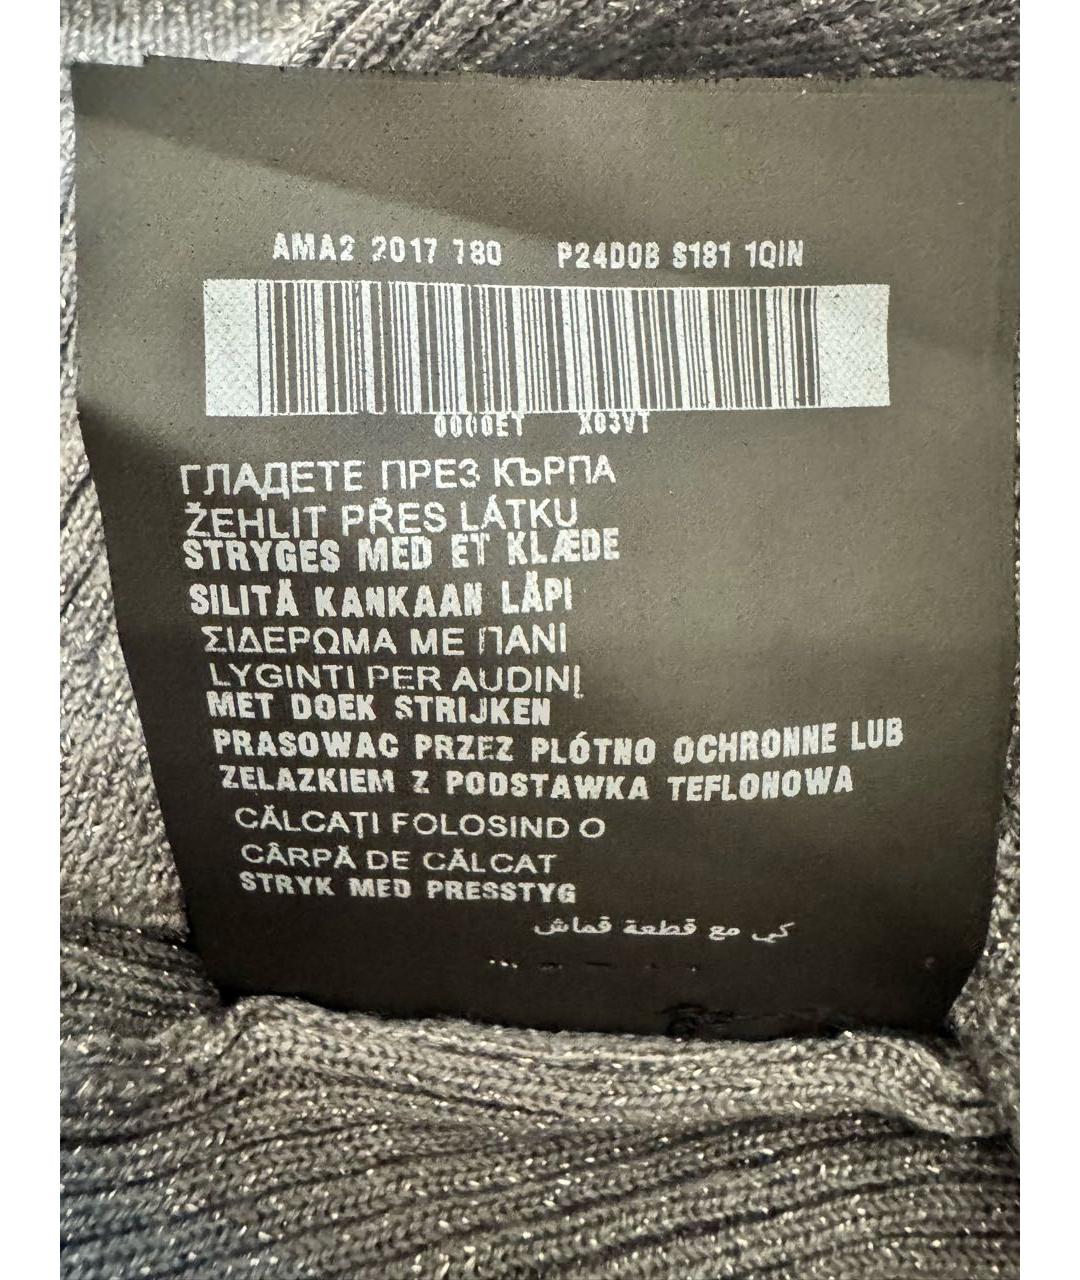 AMA2 2017 780 P24D0B S181 1QIN
0000ET X03VT
ГЛАДЕТЕ ПРЕЗ КЪРПА
ŽEHLIT PŘES LÁTKU
STRYGES MED ET KLÆDE
SILITÄ KANKAAN LÄPI
ΣΙΔΕΡΩΜΑ ΜΕ ΠΑΝΙ
LYGINTI PER AUDINĮ
MET DOEK STRIJKEN
PRASOWAC PRZEZ PLÓTNO OCHRONNE LUB
ZELAZKIEM Z PODSTAWKA TEFLONOWA
CĂLCAȚI FOLOSIND O
CÂRPĂ DE CĂLCAT
STRYK MED PRESSTYG
كي مع قطعة قماش